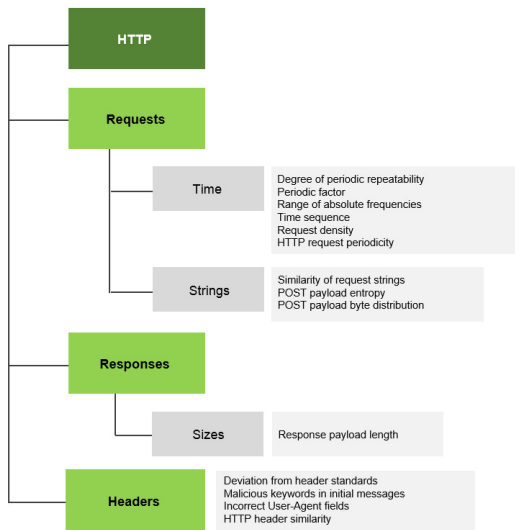 HTTP
Requests
Time
Degree of periodic repeatability
Periodic factor
Range of absolute frequencies
Time sequence
Request density
HTTP request periodicity
Strings
Similarity of request strings
POST payload entropy
POST payload byte distribution
Responses
Sizes
Response payload length
Headers
Deviation from header standards
Malicious keywords in initial messages
Incorrect User-Agent fields
HTTP header similarity